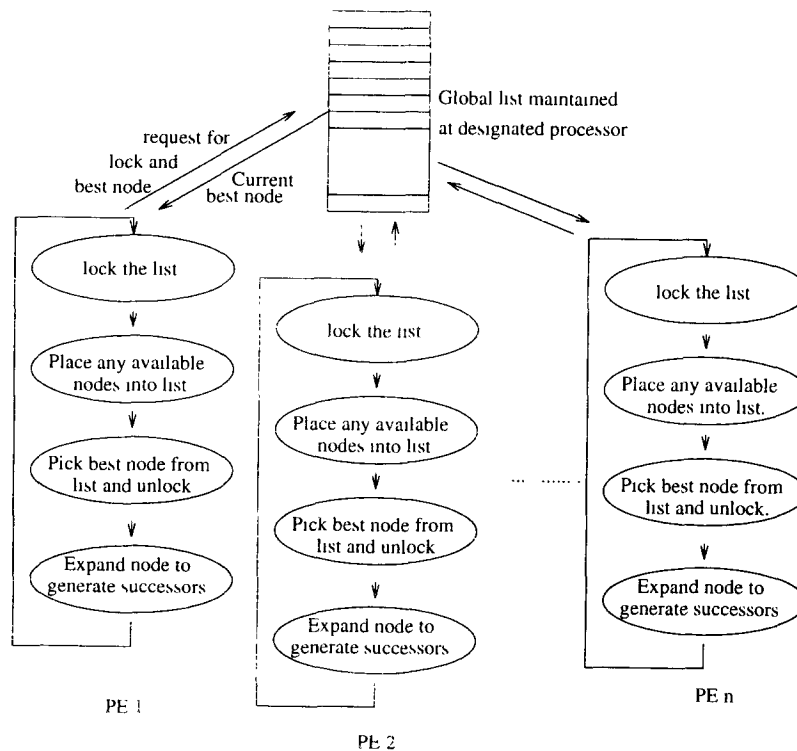 Global list maintained
at designated processor
request for
lock and
best node
Current
best node
lock the list
Place any available
nodes into list
Pick best node from
list and unlock
Expand node to
generate successors
PE 1
lock the list
Place any available
nodes into list
Pick best node from
list and unlock
Expand node to
generate successors
PE 2
... ........
lock the list
Place any available
nodes into list.
Pick best node from
list and unlock.
Expand node to
generate successors
PE n